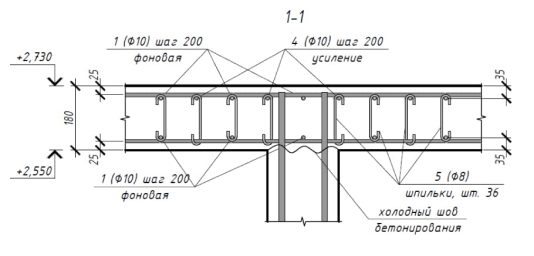 1-1
1 (Ф10) шаг 200
фоновая
4 (Ф10) шаг 200
усиление
+2,730
25
35
180
25
35
+2,550
1 (Ф10) шаг 200
фоновая
5 (Ф8)
шпильки, шт. 36
холодный шов
бетонирования